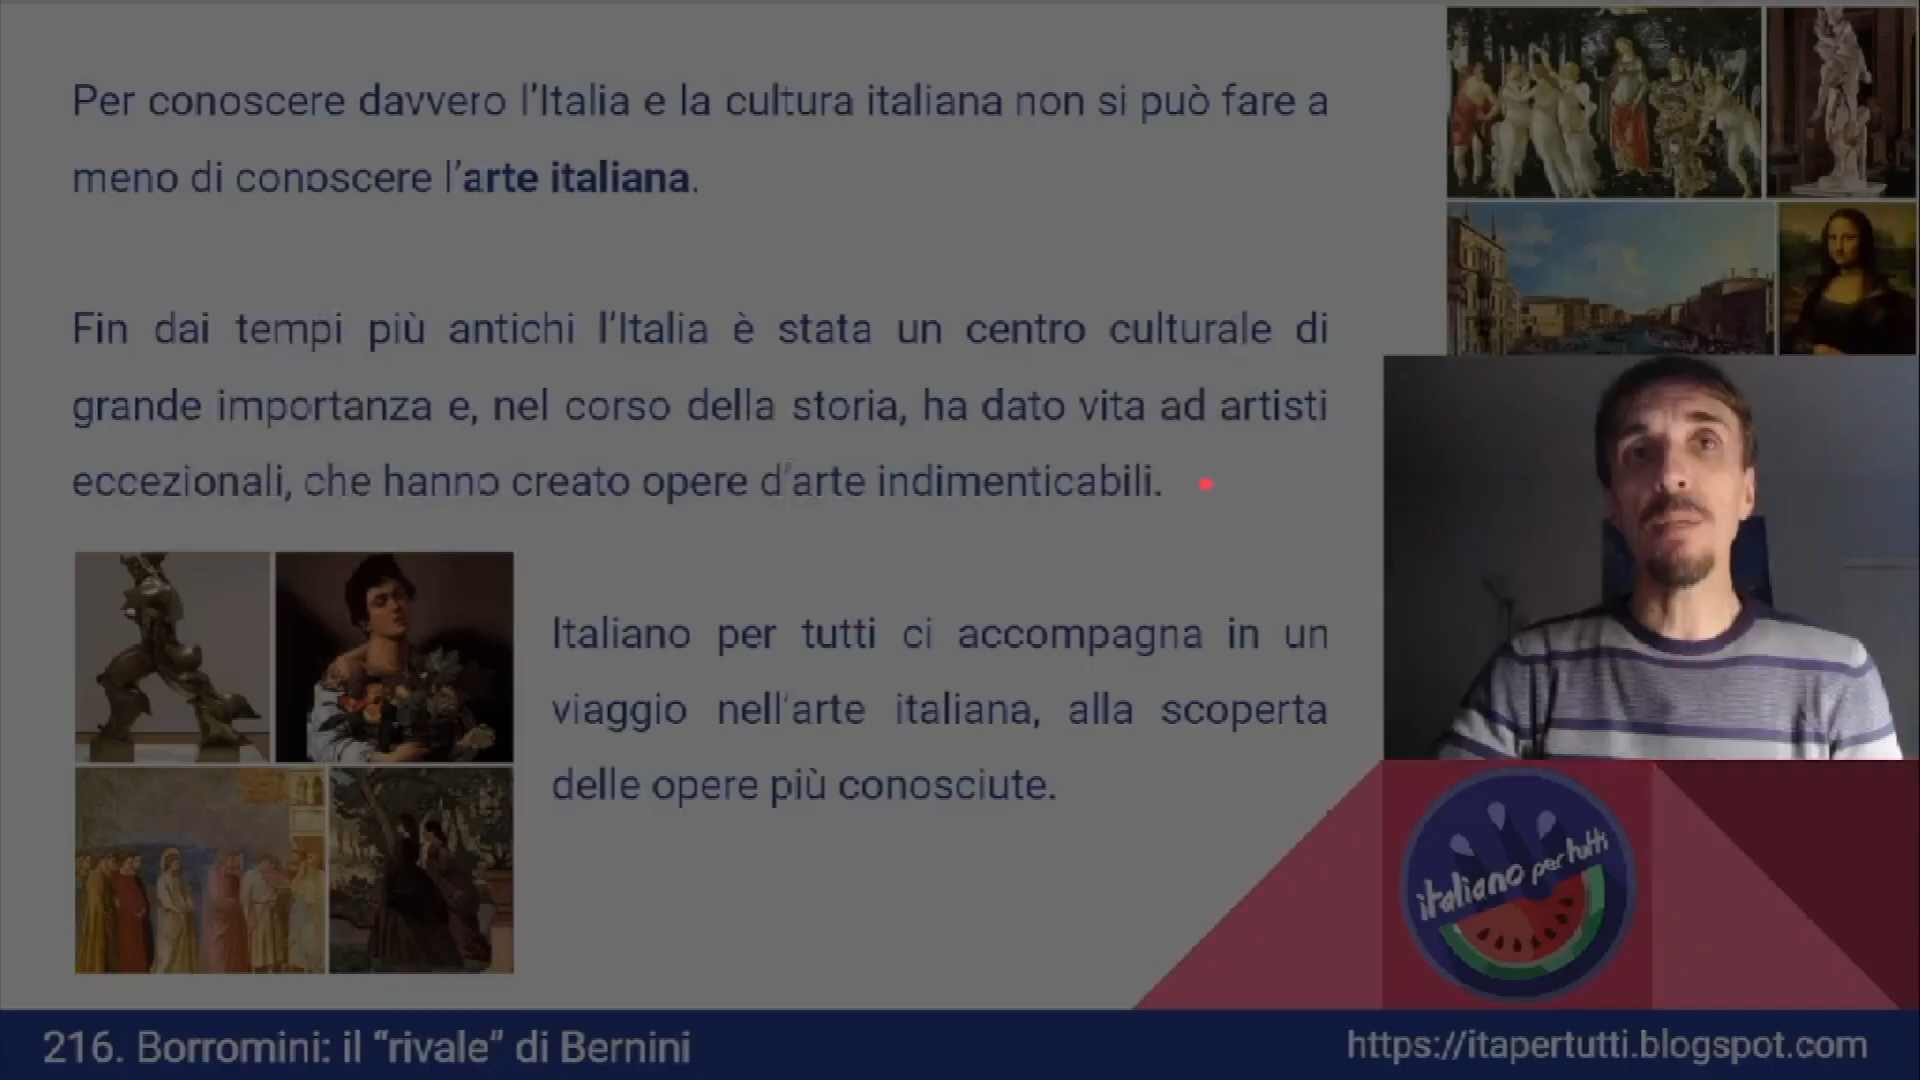 Per conoscere davvero l'Italia e la cultura italiana non si può fare a
meno di conoscere l'arte italiana.
Fin dai tempi più antichi l'Italia è stata un centro culturale di
grande importanza e, nel corso della storia, ha dato vita ad artisti
eccezionali, che hanno creato opere d'arte indimenticabili.
Italiano per tutti ci accompagna in un
viaggio nell'arte italiana, alla scoperta
delle opere più conosciute.
italiano per tutti
216. Borromini: il “rivale” di Bernini
https://itapertutti.blogspot.com